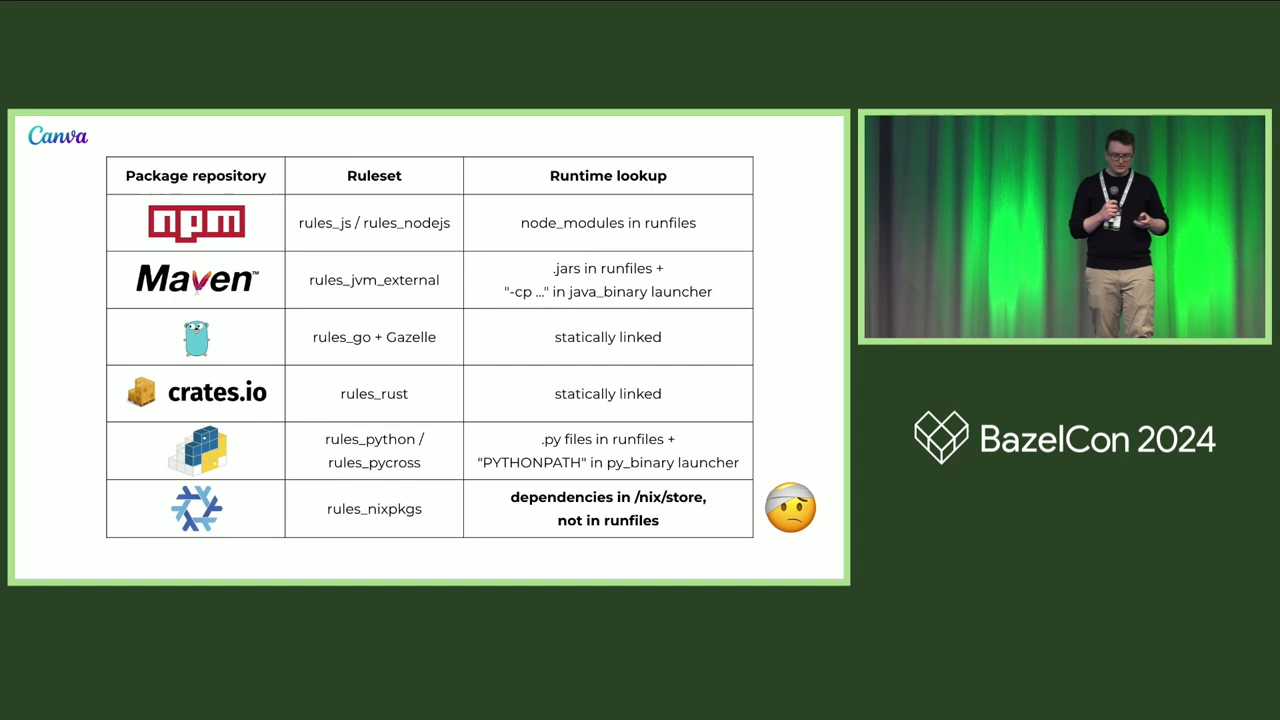 Canva
Package repository
Ruleset
Runtime lookup
npm
rules_js / rules_nodejs
node_modules in runfiles
Maven™
rules_jvm_external
.jars in runfiles +
"-cp ..." in java_binary launcher
rules_go + Gazelle
statically linked
crates.io
rules_rust
statically linked
rules_python /
rules_pycross
.py files in runfiles +
"PYTHONPATH" in py_binary launcher
rules_nixpkgs
dependencies in /nix/store,
not in runfiles
BazelCon 2024